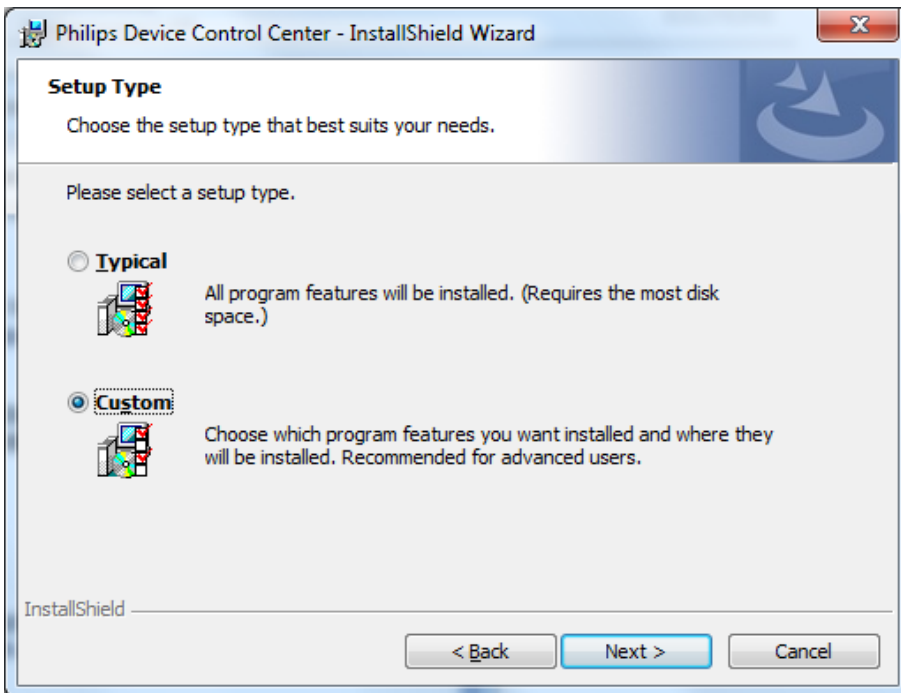 Philips Device Control Center - InstallShield Wizard
Setup Type
Choose the setup type that best suits your needs.
Please select a setup type.
Typical
All program features will be installed. (Requires the most disk
space.)
Custom
Choose which program features you want installed and where they
will be installed. Recommended for advanced users.
InstallShield
< Back
Next >
Cancel